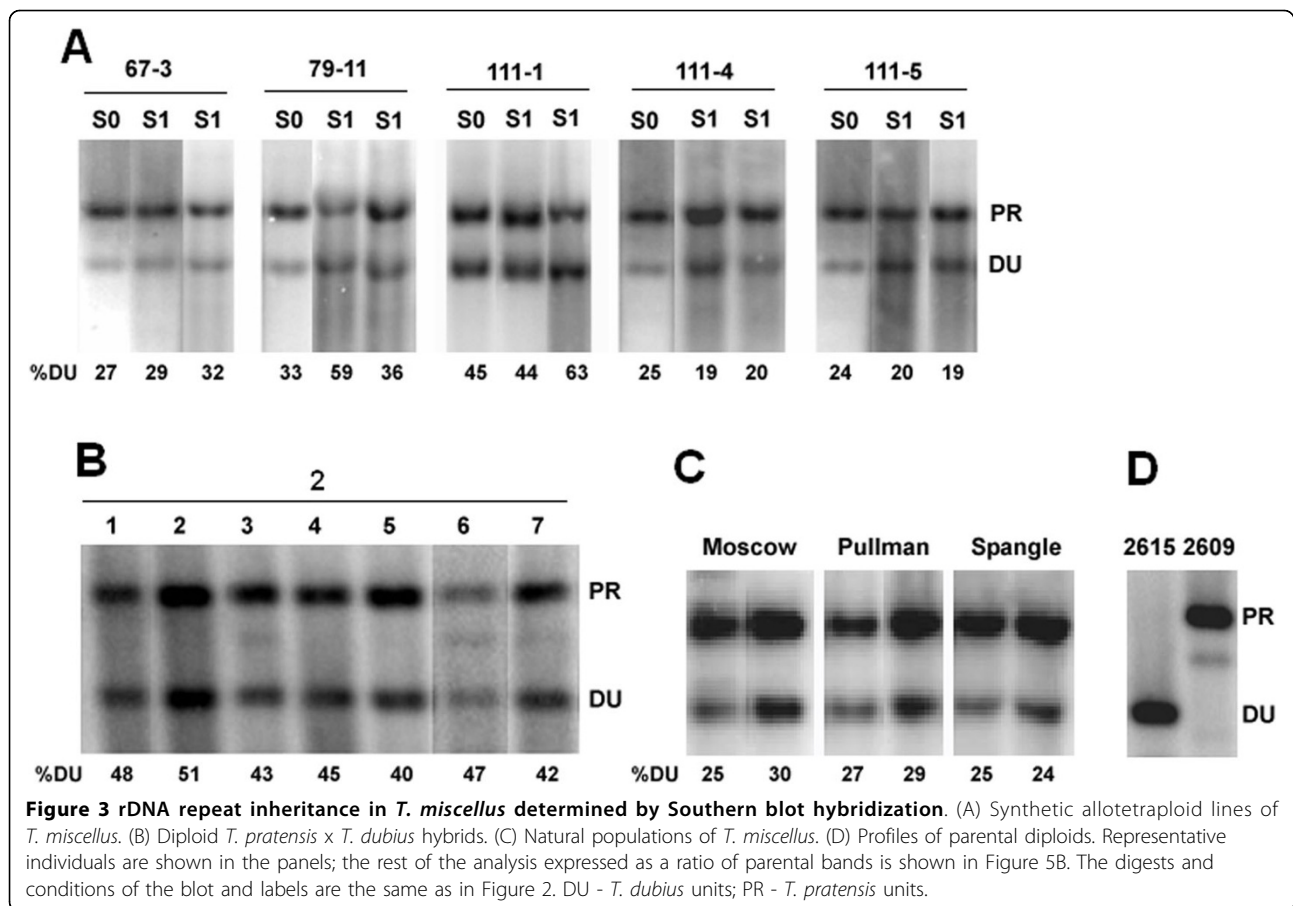 A
67-3 79-11 111-1 111-4 111-5
S0 S1 S1 S0 S1 S1 S0 S1 S1 S0 S1 S1 S0 S1 S1
PR
DU
%DU 27 29 32 33 59 36 45 44 63 25 19 20 24 20 19
B
2
1 2 3 4 5 6 7
PR
DU
%DU 48 51 43 45 40 47 42
C
Moscow Pullman Spangle
%DU 25 30 27 29 25 24
D
2615 2609
PR
DU
Figure 3 rDNA repeat inheritance in T. miscellus determined by Southern blot hybridization. (A) Synthetic allotetraploid lines of
T. miscellus. (B) Diploid T. pratensis x T. dubius hybrids. (C) Natural populations of T. miscellus. (D) Profiles of parental diploids. Representative
individuals are shown in the panels; the rest of the analysis expressed as a ratio of parental bands is shown in Figure 5B. The digests and
conditions of the blot and labels are the same as in Figure 2. DU - T. dubius units; PR - T. pratensis units.